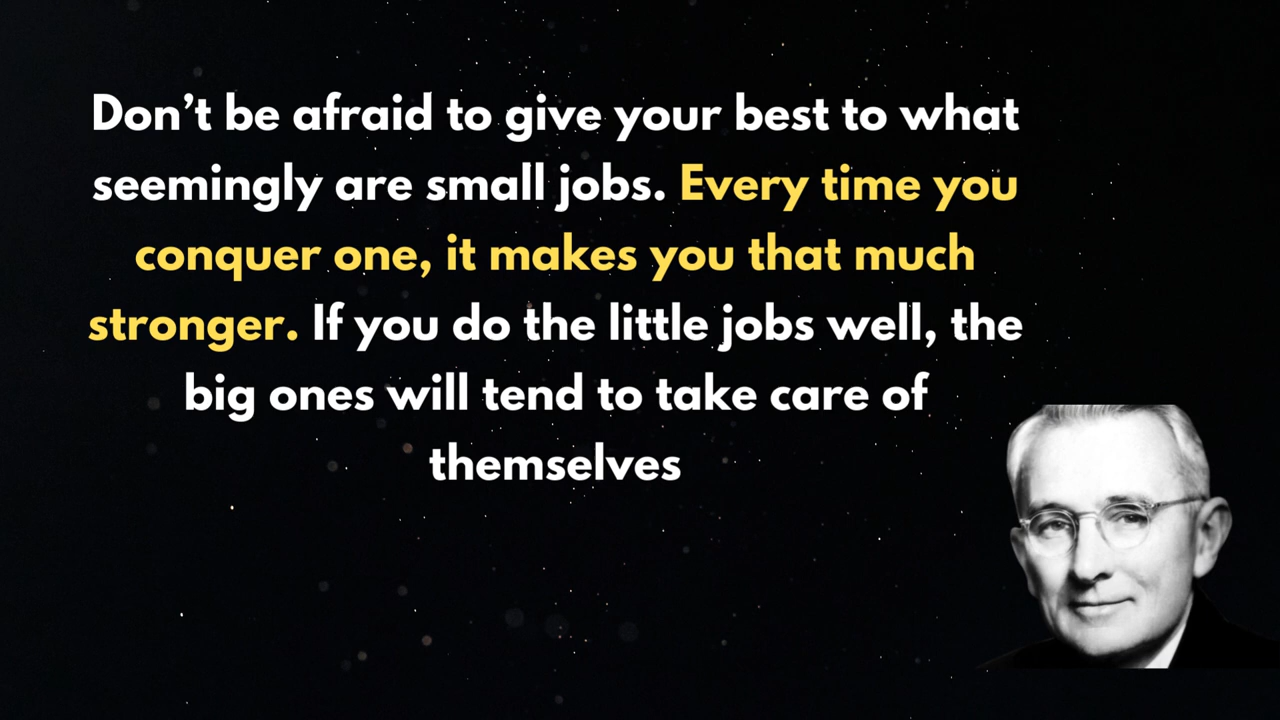 Don’t be afraid to give your best to what
seemingly are small jobs. Every time you
conquer one, it makes you that much
stronger. If you do the little jobs well, the
big ones will tend to take care of
themselves